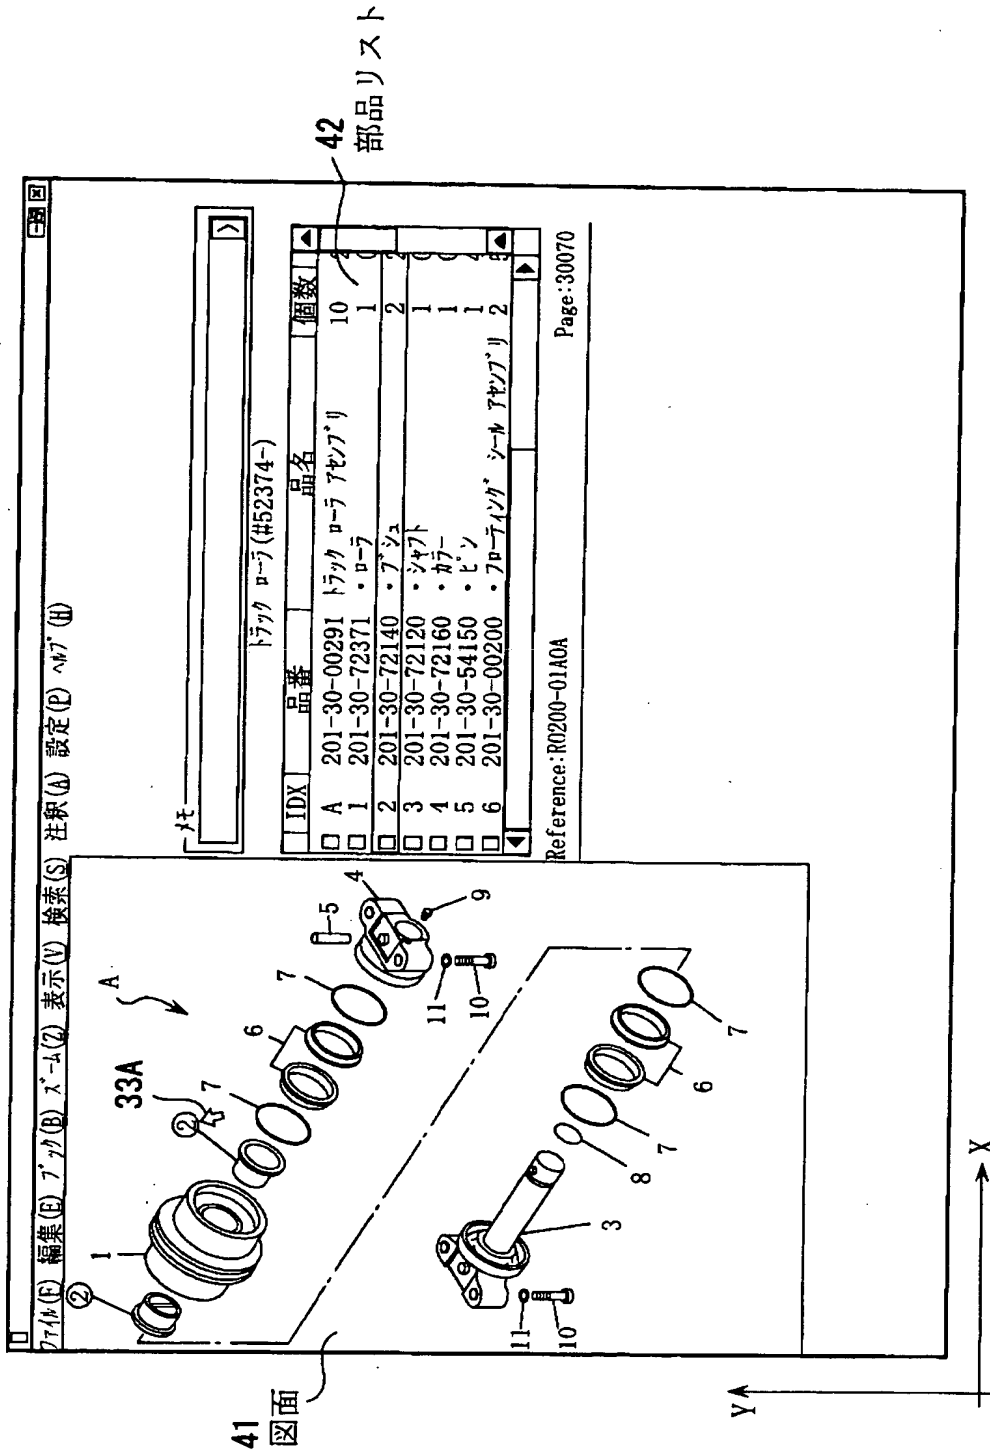 ファイル(F) 編集(E) ブック(B) ズーム(Z) 表示(V) 検索(S) 注釈(A) 設定(P) ヘルプ(H)
41
図面
1
②
②
33A
A
7
6
7
5
4
9
11
10
11
10
3
8
7
6
7
メモ
トラック ローラ(#52374-)
IDX 品番 品名 個数
A 201-30-00291 トラック ローラ アセンブリ 10
1 201-30-72371 ・ローラ 1
2 201-30-72140 ・ブシュ 2
3 201-30-72120 ・シャフト 1
4 201-30-72160 ・カラー 1
5 201-30-54150 ・ピン 1
6 201-30-00200 ・フローティング シール アセンブリ 2
Reference:R0200-01A0A Page:30070
42
部品リスト
Y
X